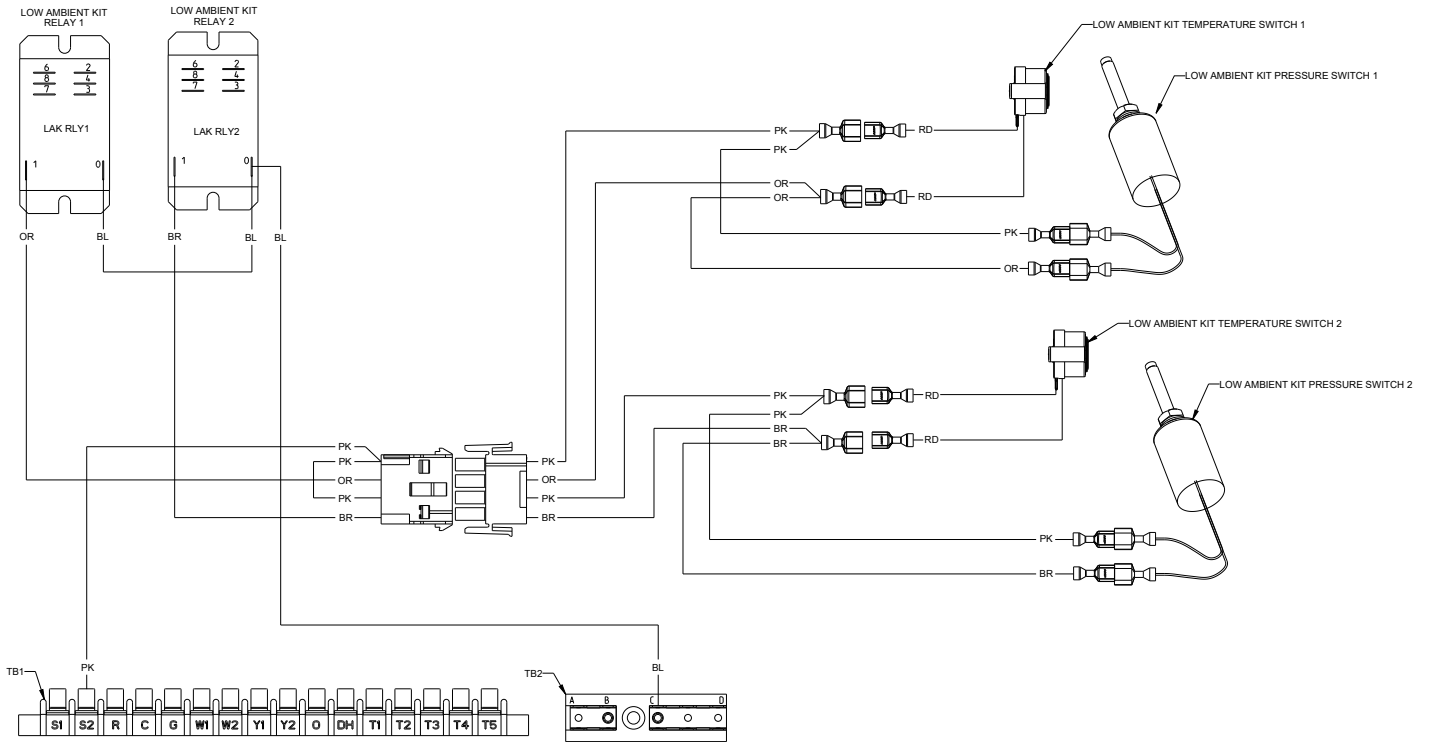 LOW AMBIENT KIT
RELAY 1
LOW AMBIENT KIT
RELAY 2
6 2
8 4
7 3
LAK RLY1
1 0
6 2
8 4
7 3
LAK RLY2
1 0
OR
BL
BR
BL
BL
LOW AMBIENT KIT TEMPERATURE SWITCH 1
LOW AMBIENT KIT PRESSURE SWITCH 1
PK
RD
PK
OR
OR
RD
PK
OR
LOW AMBIENT KIT TEMPERATURE SWITCH 2
LOW AMBIENT KIT PRESSURE SWITCH 2
PK
RD
PK
BR
BR
RD
PK
BR
PK
PK
OR
PK
BR
PK
OR
PK
BR
TB1
PK
S1 S2 R C G W1 W2 Y1 Y2 O DH T1 T2 T3 T4 T5
TB2
BL
A B C D